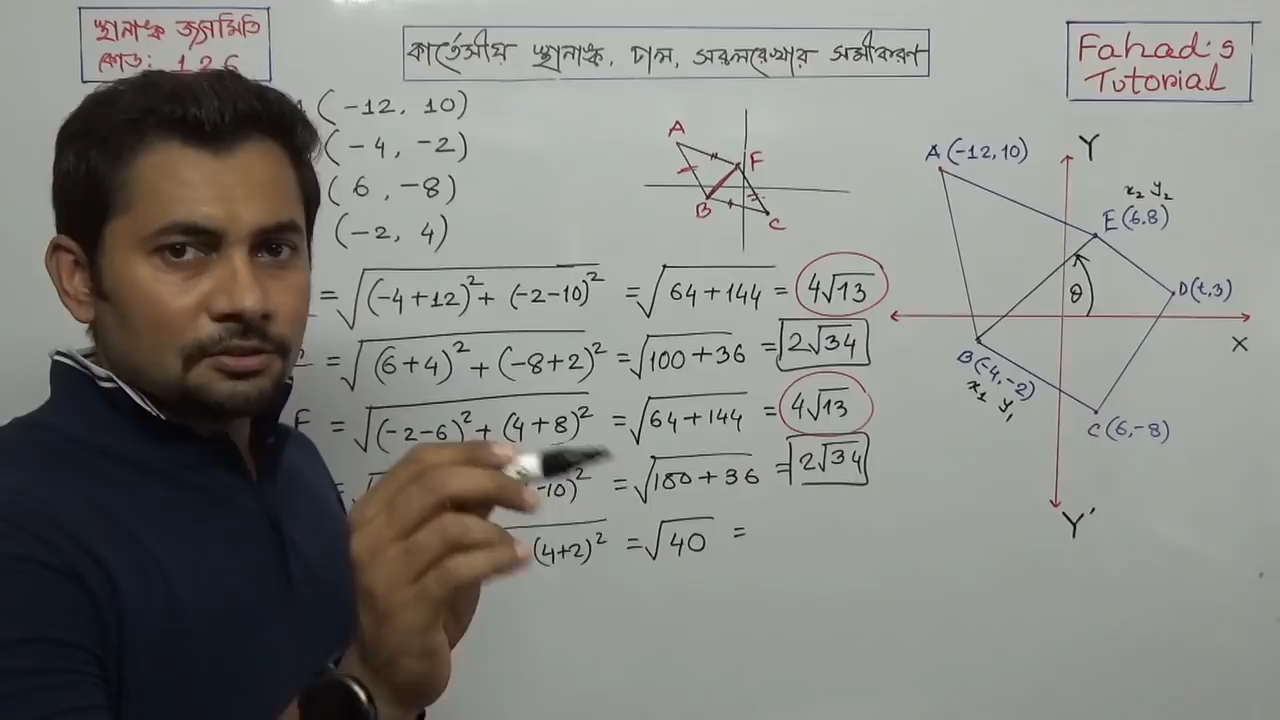 স্থানাঙ্ক জ্যামিতি
কোড: 126
কার্তেসীয় স্থানাঙ্ক, ঢাল, সরলরেখার সমীকরণ
Fahad's
Tutorial
(-12, 10)
(-4, -2)
(6, -8)
(-2, 4)
= √(-4+12)² + (-2-10)² = √64+144 = 4√13
= √(6+4)² + (-8+2)² = √100+36 = 2√34
F = √(-2-6)² + (4+8)² = √64+144 = 4√13
-10)² = √100+36 = 2√34
(4+2)² = √40 =
A
F
B
C
Y
A(-12,10)
x₂ y₂
E(6.8)
D(t,3)
θ
X
B(-4,-2)
x₁ y₁
C(6,-8)
Y'